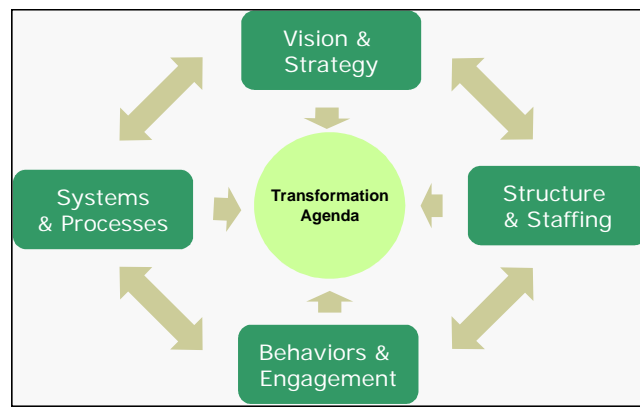 Vision &
Strategy
Systems
& Processes
Transformation
Agenda
Structure
& Staffing
Behaviors &
Engagement